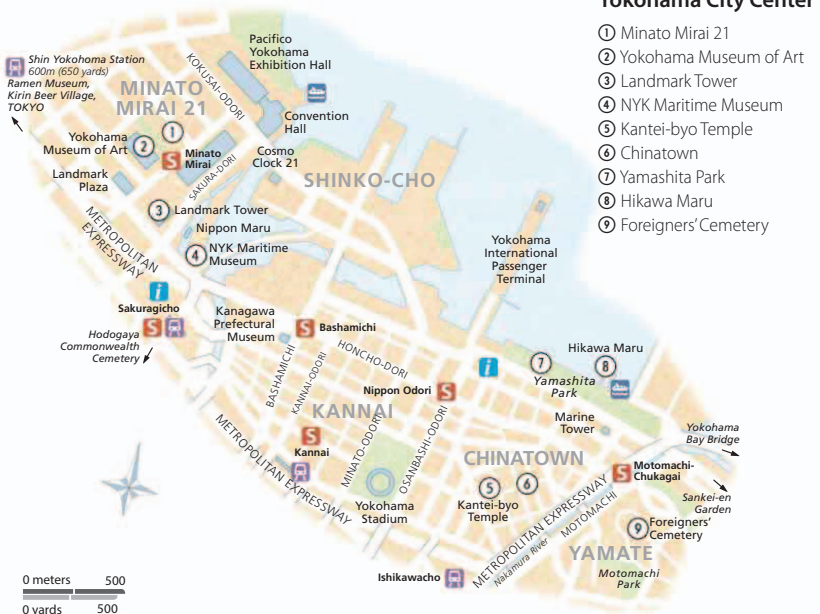 Yokohama City Center
① Minato Mirai 21
② Yokohama Museum of Art
③ Landmark Tower
④ NYK Maritime Museum
⑤ Kantei-byo Temple
⑥ Chinatown
⑦ Yamashita Park
⑧ Hikawa Maru
⑨ Foreigners' Cemetery
Pacifico
Yokohama
Exhibition Hall
Shin Yokohoma Station
600m (650 yards)
Ramen Museum,
Kirin Beer Village,
TOKYO
KOKUSAI-ODORI
MINATO
MIRAI 21
Convention
Hall
①
Yokohama
Museum of Art
②
S
Minato
Mirai
Cosmo
Clock 21
SAKURA-DORI
SHINKO-CHO
Landmark
Plaza
③
Landmark Tower
Nippon Maru
METROPOLITAN
EXPRESSWAY
④
NYK Maritime
Museum
Yokohama
International
Passenger
Terminal
i
Sakuragicho
S
Kanagawa
Prefectural
Museum
S
Bashamichi
Hodogaya
Commonwealth
Cemetery
HONCHO-DORI
BASHAMICHI
KANNAI-ODORI
i
⑦
Yamashita
Park
Hikawa Maru
⑧
Nippon Odori
S
KANNAI
Marine
Tower
METROPOLITAN EXPRESSWAY
S
Kannai
MINATO-ODORI
OSANBASHI-ODORI
Yokohama
Bay Bridge
CHINATOWN
S
Motomachi-
Chukagai
⑤
⑥
Kantei-byo
Temple
Yokohama
Stadium
Sankei-en
Garden
METROPOLITAN EXPRESSWAY
MOTOMACHI
Nakamura River
⑨
Foreigners'
Cemetery
YAMATE
Motomachi
Park
Ishikawacho
0 meters 500
0 yards 500